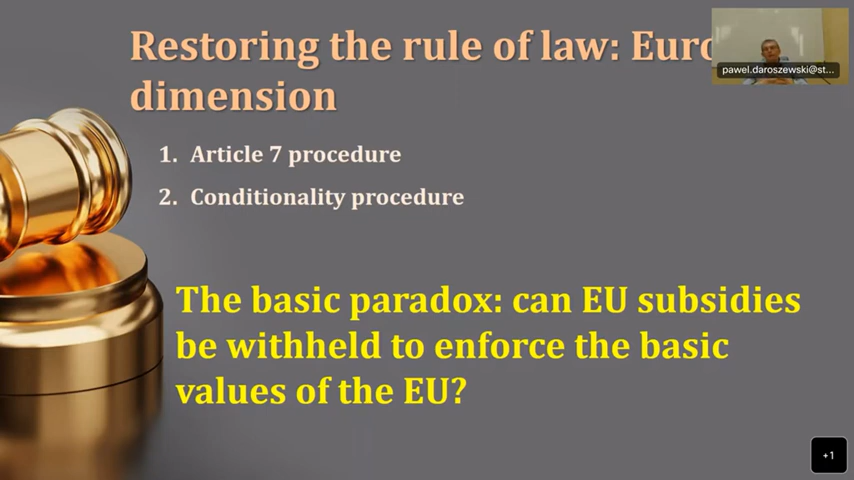 Restoring the rule of law: Euro
dimension
pawel.daroszewski@st...
1. Article 7 procedure
2. Conditionality procedure
The basic paradox: can EU subsidies
be withheld to enforce the basic
values of the EU?
+1